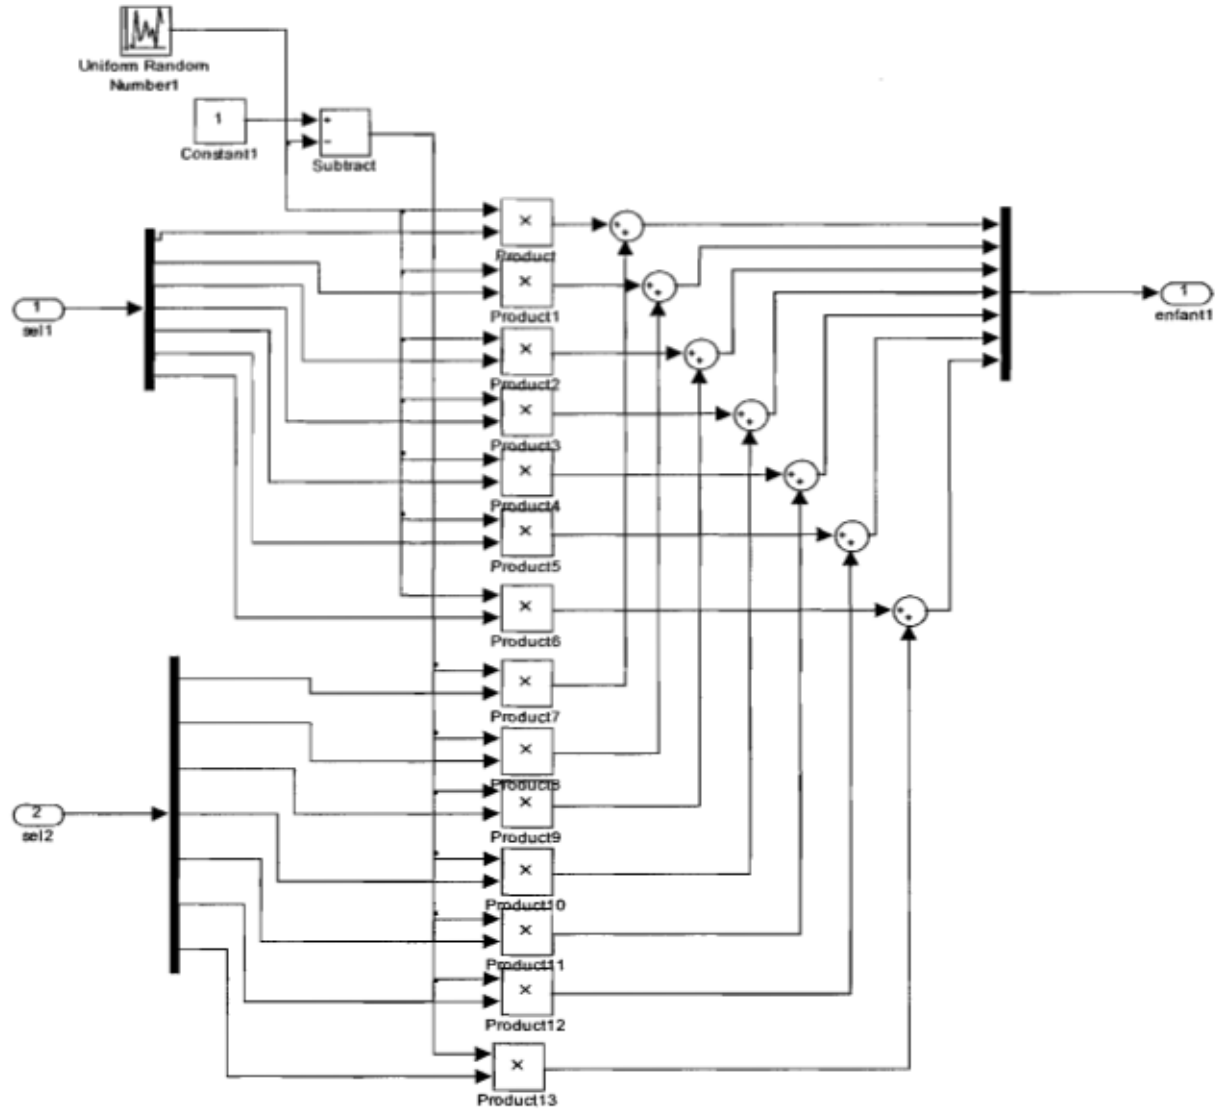 Uniform Random
Number1
1
Constant1
+
−
Subtract
×
Product
×
Product1
×
Product2
×
Product3
×
Product4
×
Product5
×
Product6
×
Product7
×
Product8
×
Product9
×
Product10
×
Product11
×
Product12
×
Product13
1
sel1
2
sel2
+
+
+
+
+
+
+
+
+
+
+
+
+
+
1
enfant1